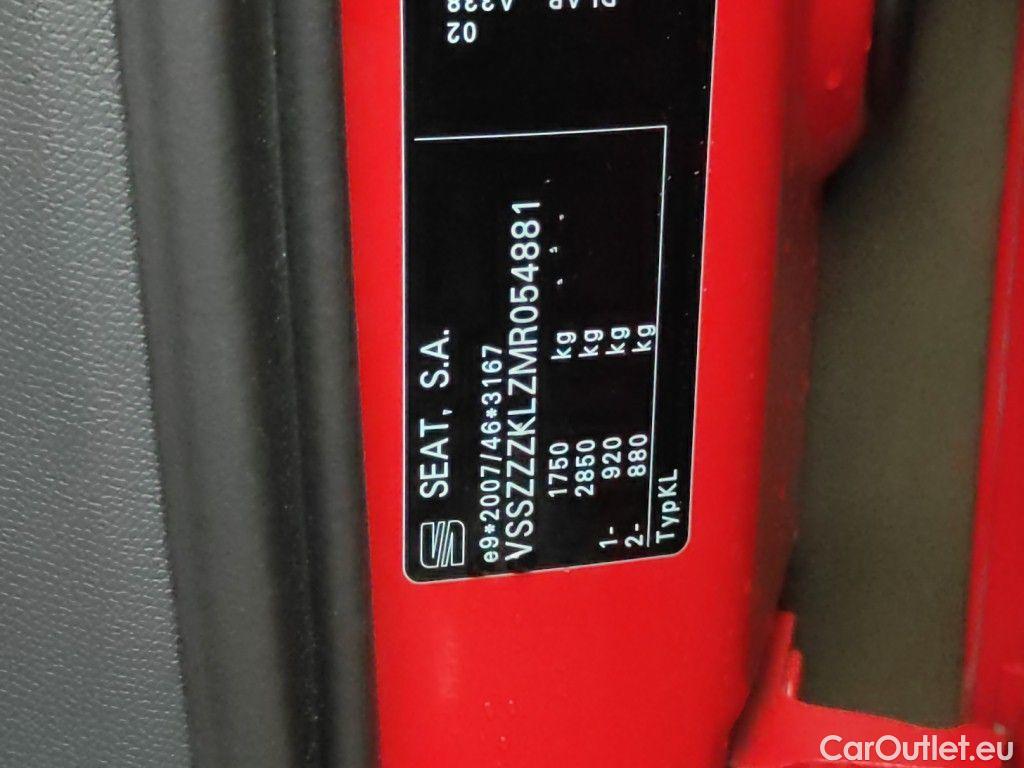 SEAT, S.A.
e9*2007/46*3167
VSSZZZKLZMR054881
1750 kg
2850 kg
1- 920 kg
2- 880 kg
TypKL
02
CarOutlet.eu